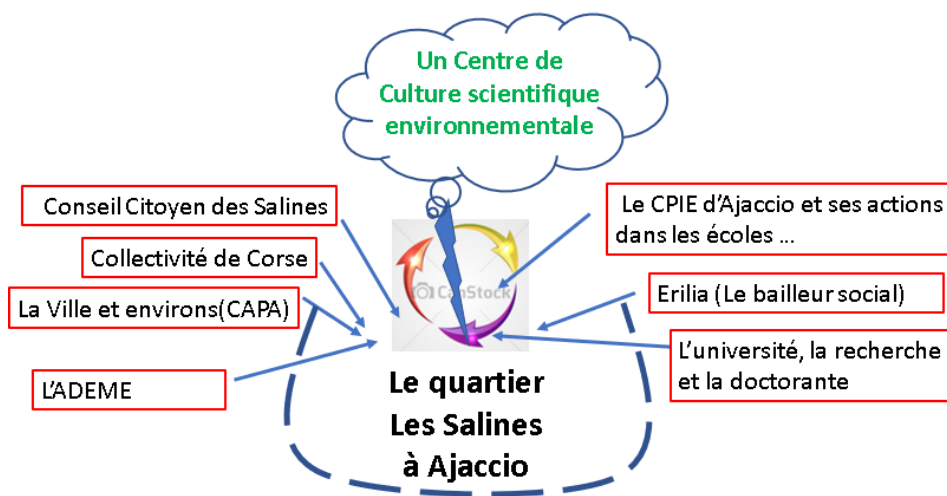 Un Centre de
Culture scientifique
environnementale
Conseil Citoyen des Salines
Collectivité de Corse
La Ville et environs(CAPA)
L'ADEME
Le CPIE d'Ajaccio et ses actions
dans les écoles ...
Erilia (Le bailleur social)
L'université, la recherche
et la doctorante
CanStock
Le quartier
Les Salines
à Ajaccio